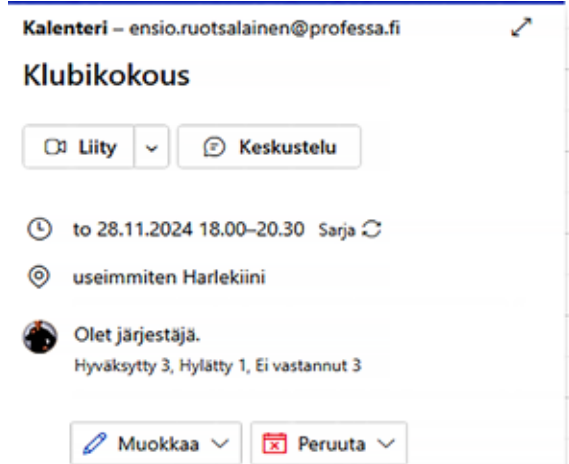 Kalenteri – ensio.ruotsalainen@professa.fi
Klubikokous
Liity
Keskustelu
to 28.11.2024 18.00–20.30 Sarja
useimmiten Harlekiini
Olet järjestäjä.
Hyväksytty 3, Hylätty 1, Ei vastannut 3
Muokkaa
Peruuta